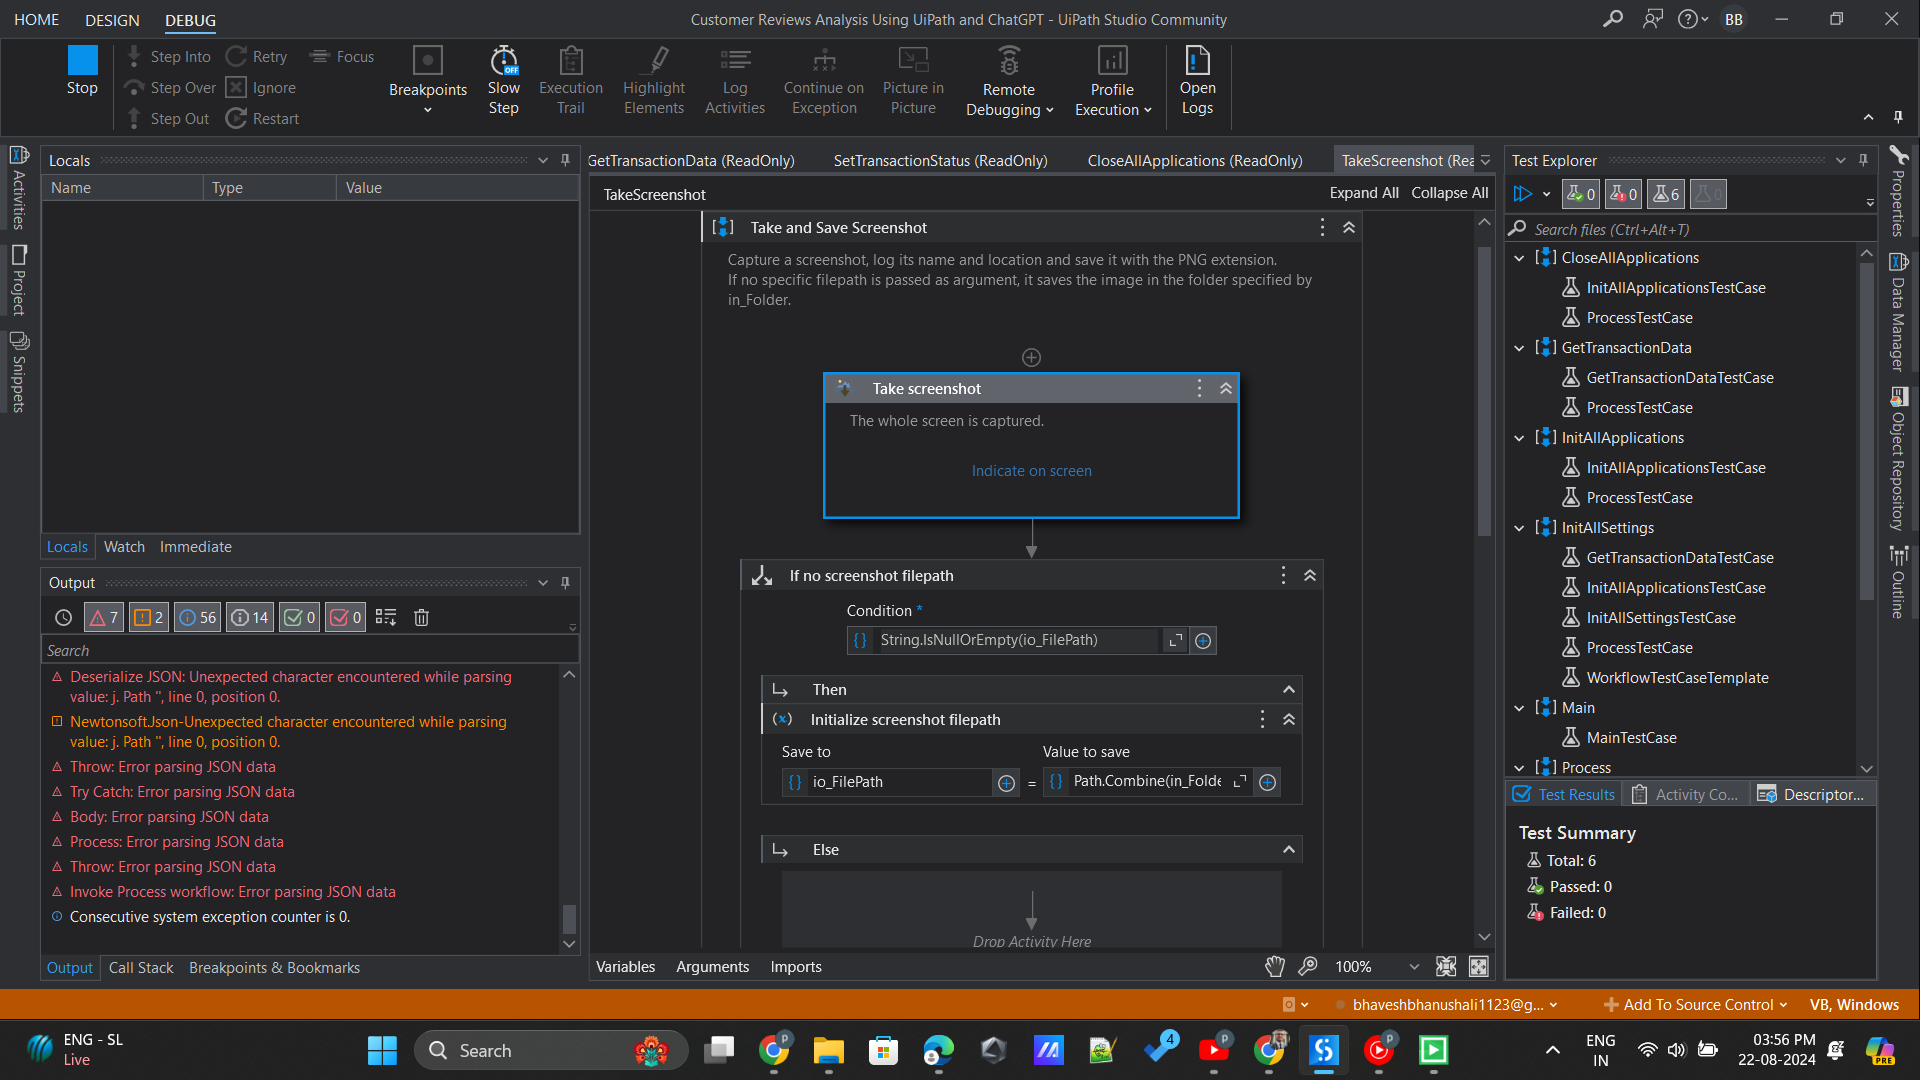 HOME
DESIGN
DEBUG
Customer Reviews Analysis Using UiPath and ChatGPT - UiPath Studio Community
BB
Stop
Step Into
Step Over
Step Out
Retry
Ignore
Restart
Focus
Breakpoints
Slow
Step
OFF
Execution
Trail
Highlight
Elements
Log
Activities
Continue on
Exception
Picture in
Picture
Remote
Debugging
Profile
Execution
Open
Logs
Activities
Project
Snippets
Locals
Name
Type
Value
Locals
Watch
Immediate
Output
7
2
56
14
0
0
Search
Deserialize JSON: Unexpected character encountered while parsing
value: j. Path '', line 0, position 0.
NewtonsoftJson-Unexpected character encountered while parsing
value: j. Path '', line 0, position 0.
Throw: Error parsing JSON data
Try Catch: Error parsing JSON data
Body: Error parsing JSON data
Process: Error parsing JSON data
Throw: Error parsing JSON data
Invoke Process workflow: Error parsing JSON data
Consecutive system exception counter is 0.
Output
Call Stack
Breakpoints & Bookmarks
GetTransactionData (ReadOnly)
SetTransactionStatus (ReadOnly)
CloseAllApplications (ReadOnly)
TakeScreenshot (Rea
TakeScreenshot
Expand All
Collapse All
Take and Save Screenshot
Capture a screenshot, log its name and location and save it with the PNG extension.
If no specific filepath is passed as argument, it saves the image in the folder specified by
in_Folder.
Take screenshot
The whole screen is captured.
Indicate on screen
If no screenshot filepath
Condition *
String.IsNullOrEmpty(io_FilePath)
Then
Initialize screenshot filepath
Save to
Value to save
io_FilePath
=
Path.Combine(in_Folde
Else
Drop Activity Here
Variables
Arguments
Imports
100%
Test Explorer
0
0
6
0
Search files (Ctrl+Alt+T)
CloseAllApplications
InitAllApplicationsTestCase
ProcessTestCase
GetTransactionData
GetTransactionDataTestCase
ProcessTestCase
InitAllApplications
InitAllApplicationsTestCase
ProcessTestCase
InitAllSettings
GetTransactionDataTestCase
InitAllApplicationsTestCase
InitAllSettingsTestCase
ProcessTestCase
WorkflowTestCaseTemplate
Main
MainTestCase
Process
Test Results
Activity Co...
Descriptor...
Test Summary
Total: 6
Passed: 0
Failed: 0
Properties
Data Manager
Object Repository
Outline
bhaveshbhanushali1123@g...
Add To Source Control
VB, Windows
ENG - SL
Live
Search
4
ENG
IN
03:56 PM
22-08-2024
PRE